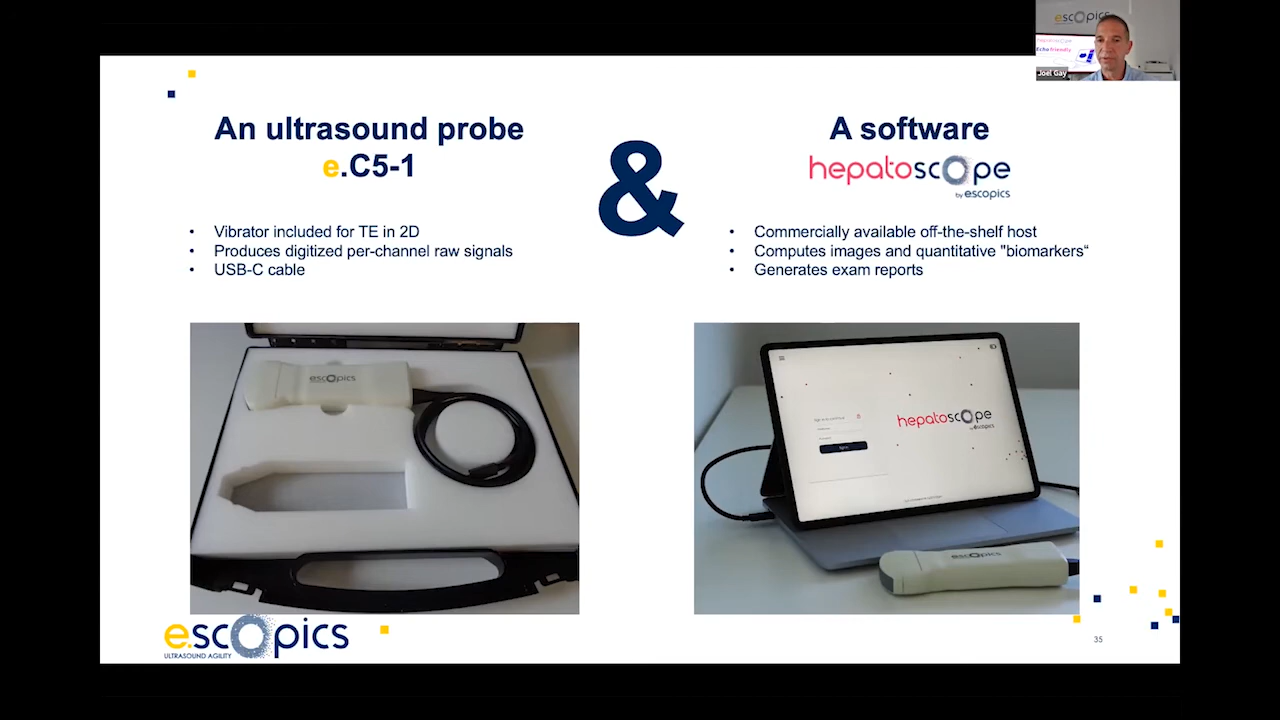 escopics
hepatoscope
Echo friendly
Joel Gay
An ultrasound probe
e.C5-1
&
A software
hepatoscope
by escopics
• Vibrator included for TE in 2D
• Produces digitized per-channel raw signals
• USB-C cable
• Commercially available off-the-shelf host
• Computes images and quantitative "biomarkers“
• Generates exam reports
escopics
hepatoscope
by escopics
escopics
e.scopics
ULTRASOUND AGILITY
35